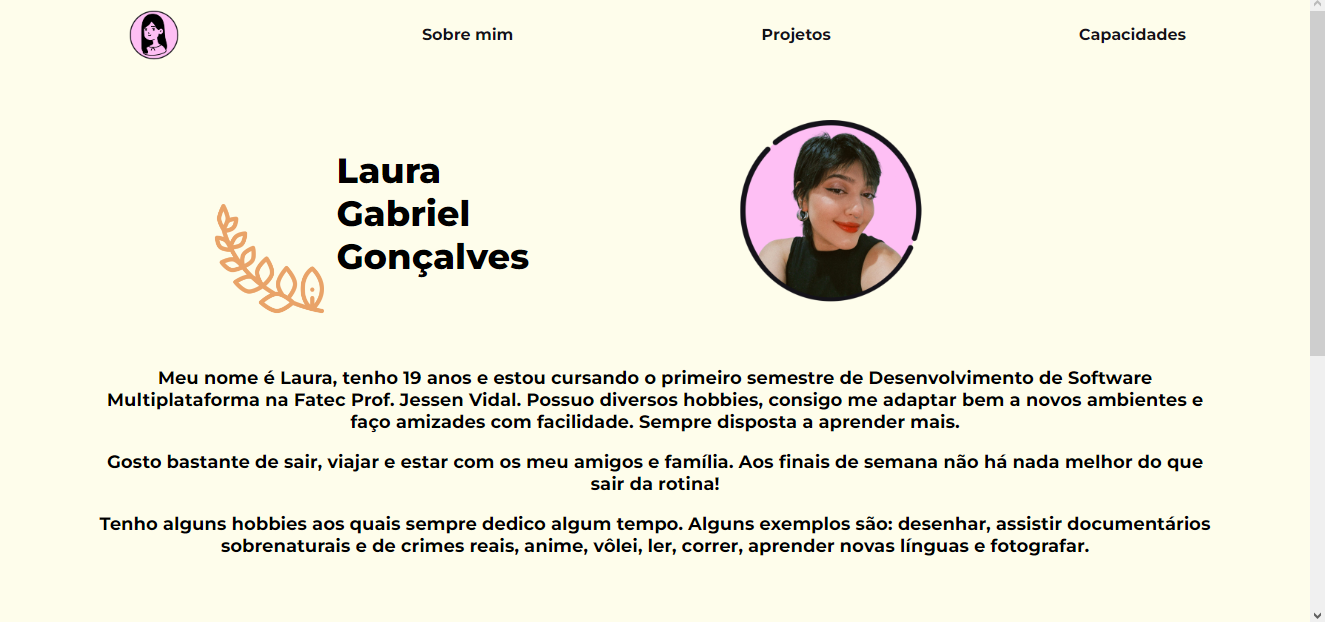 Sobre mim
Projetos
Capacidades
Laura
Gabriel
Gonçalves
Meu nome é Laura, tenho 19 anos e estou cursando o primeiro semestre de Desenvolvimento de Software
Multiplataforma na Fatec Prof. Jessen Vidal. Possuo diversos hobbies, consigo me adaptar bem a novos ambientes e
faço amizades com facilidade. Sempre disposta a aprender mais.
Gosto bastante de sair, viajar e estar com os meu amigos e família. Aos finais de semana não há nada melhor do que
sair da rotina!
Tenho alguns hobbies aos quais sempre dedico algum tempo. Alguns exemplos são: desenhar, assistir documentários
sobrenaturais e de crimes reais, anime, vôlei, ler, correr, aprender novas línguas e fotografar.